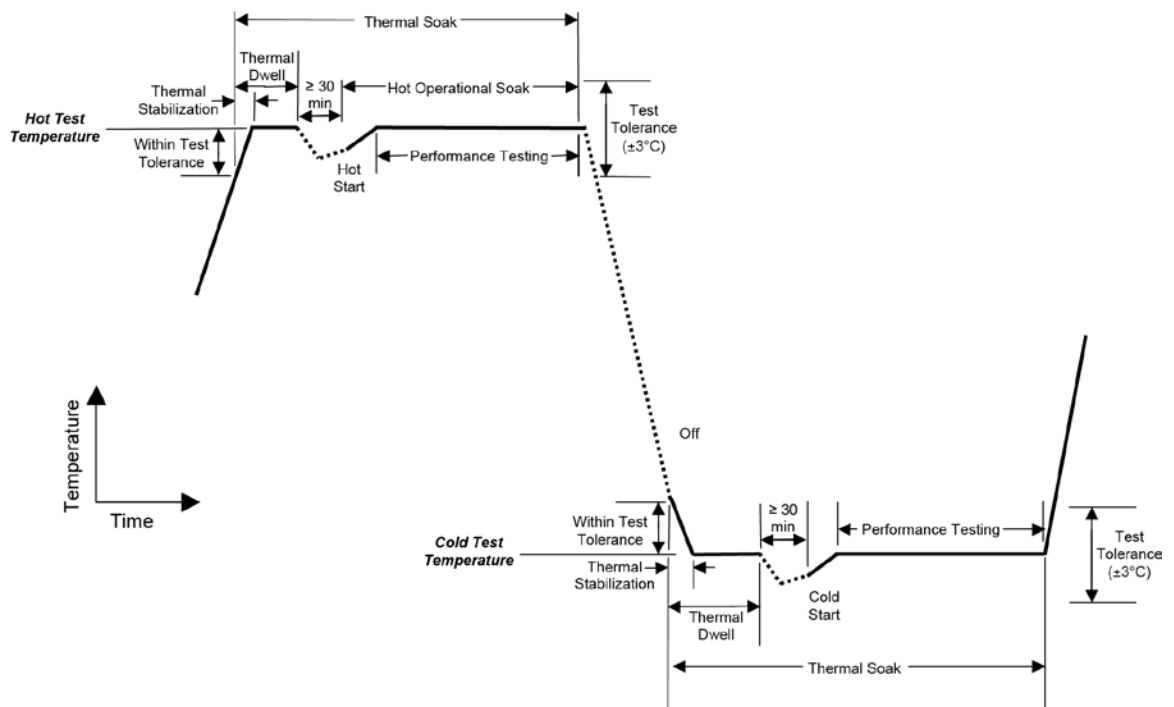 Thermal Soak
Thermal
Dwell
≥ 30
min
Hot Operational Soak
Thermal
Stabilization
Hot Test
Temperature
Within Test
Tolerance
Hot
Start
Performance Testing
Test
Tolerance
(±3°C)
Temperature
Time
Off
Within Test
Tolerance
≥ 30
min
Performance Testing
Cold Test
Temperature
Thermal
Stabilization
Cold
Start
Test
Tolerance
(±3°C)
Thermal
Dwell
Thermal Soak